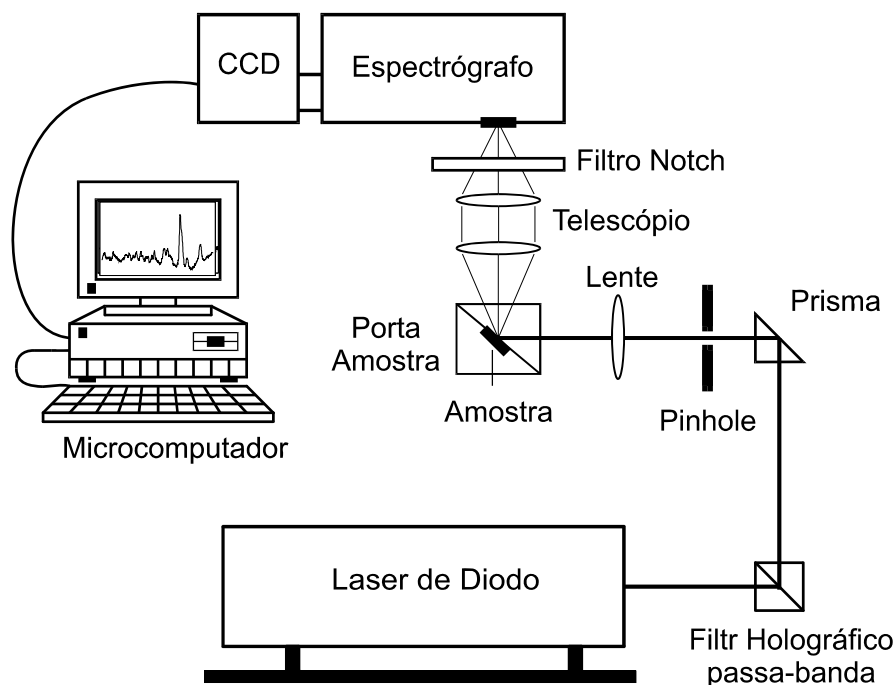 CCD
Espectrógrafo
Filtro Notch
Telescópio
Lente
Prisma
Porta
Amostra
Amostra
Pinhole
Microcomputador
Laser de Diodo
Filtr Holográfico
passa-banda